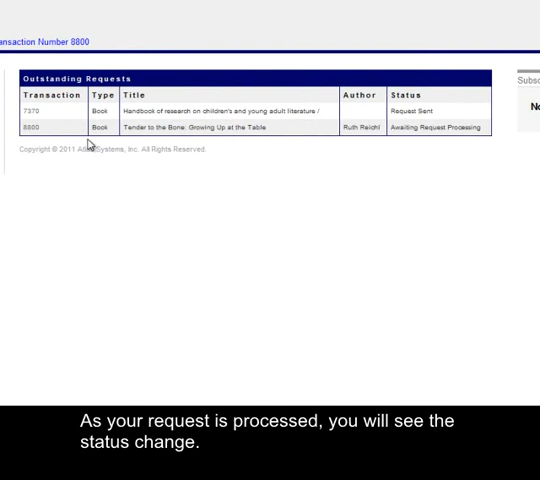 ansaction Number 8800
Outstanding Requests
Transaction Type Title Author Status
7370 Book Handbook of research on children's and young adult literature / Request Sent
8800 Book Tender to the Bone: Growing Up at the Table Ruth Reichl Awaiting Request Processing
Copyright © 2011 Systems, Inc. All Rights Reserved.
Subsc
No
As your request is processed, you will see the
status change.